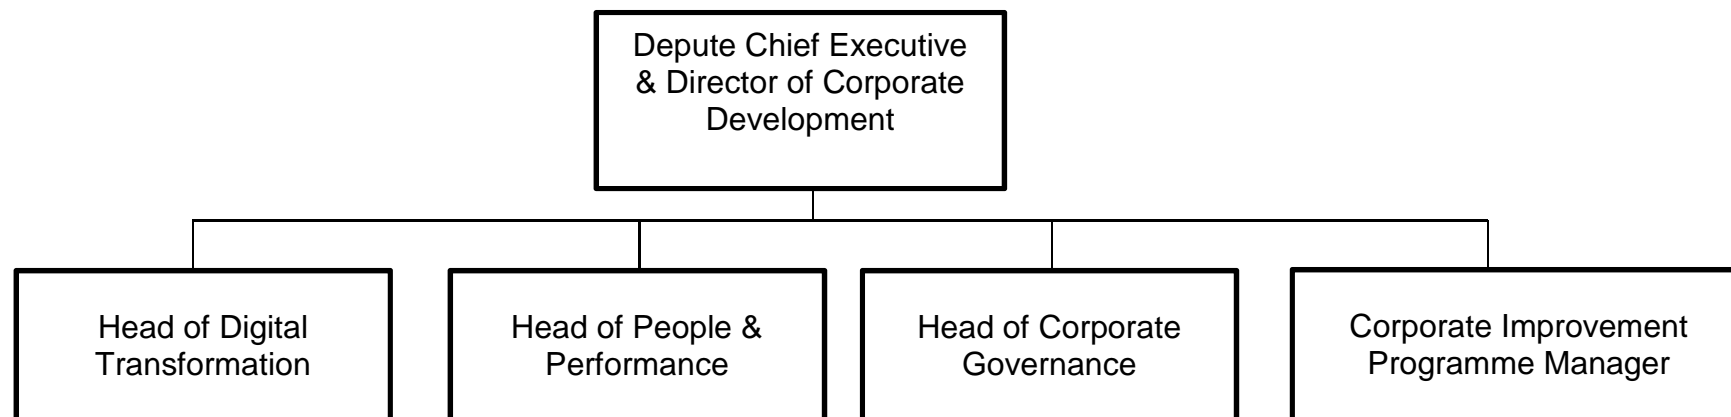 Depute Chief Executive
& Director of Corporate
Development
Head of Digital
Transformation
Head of People &
Performance
Head of Corporate
Governance
Corporate Improvement
Programme Manager